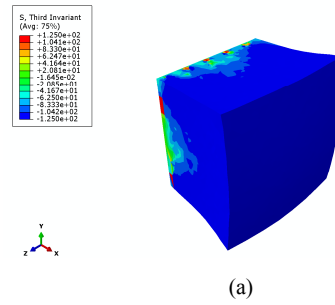 S, Third Invariant
(Avg: 75%)
+1.250e+02
+1.041e+02
+8.330e+01
+6.247e+01
+4.164e+01
+2.081e+01
-1.645e-02
-2.085e+01
-4.167e+01
-6.250e+01
-8.333e+01
-1.042e+02
-1.250e+02
Y
Z X
(a)